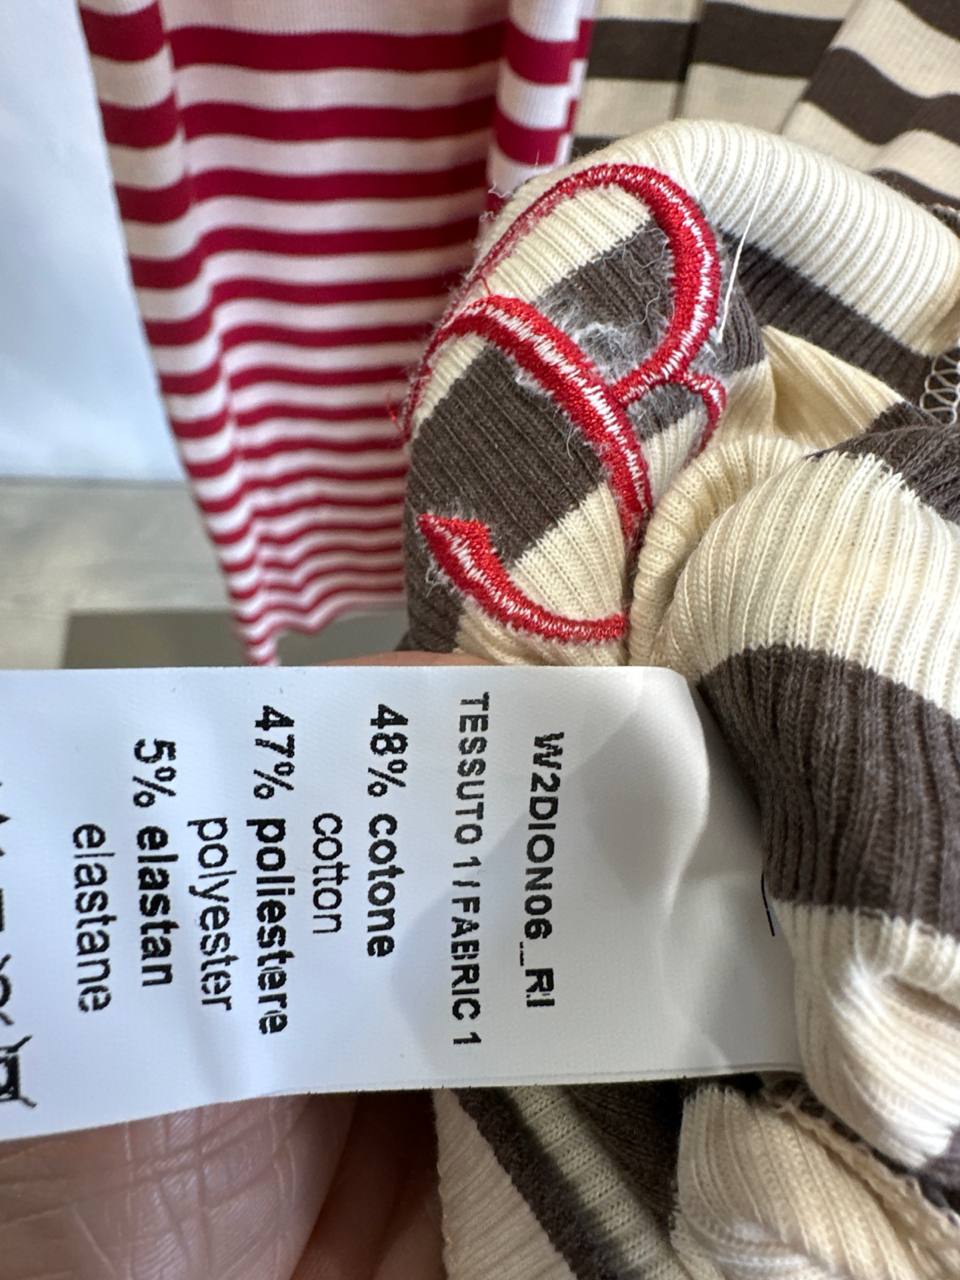 W2DION06_RI
TESSUTO 1 / FABRIC 1
48% cotone
cotton
47% poliestere
polyester
5% elastan
elastane